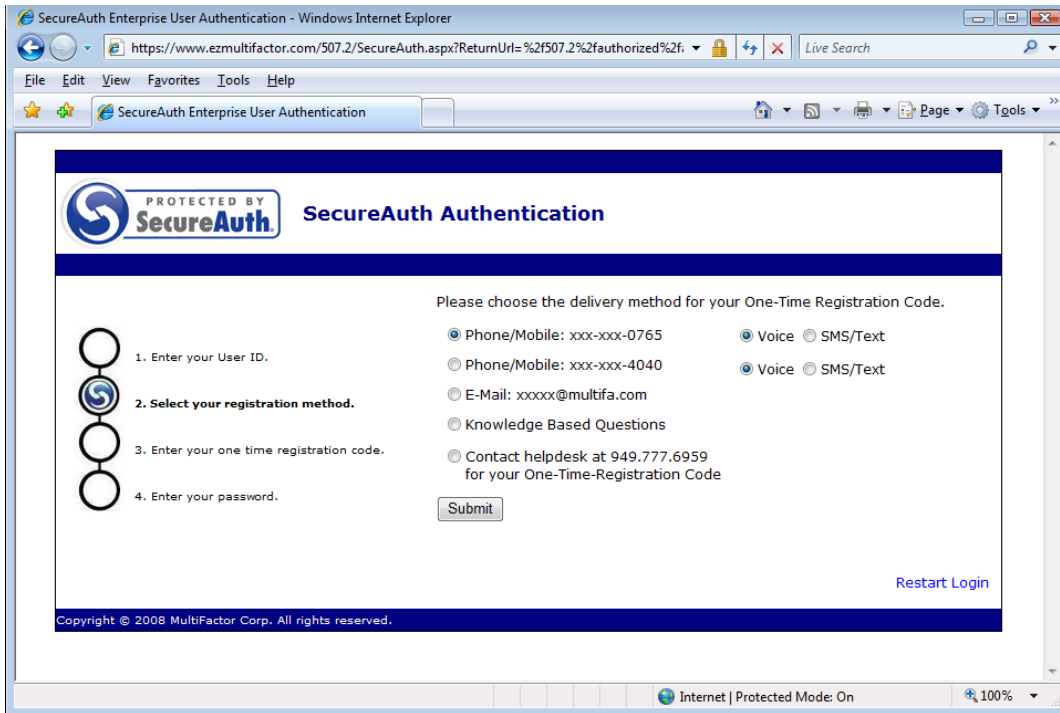 SecureAuth Enterprise User Authentication - Windows Internet Explorer
https://www.ezmultifactor.com/507.2/SecureAuth.aspx?ReturnUrl=%2f507.2%2fauthorized%2f
Live Search
File Edit View Favorites Tools Help
SecureAuth Enterprise User Authentication
Page Tools
PROTECTED BY
SecureAuth.
SecureAuth Authentication
Please choose the delivery method for your One-Time Registration Code.
Phone/Mobile: xxx-xxx-0765 Voice SMS/Text
Phone/Mobile: xxx-xxx-4040 Voice SMS/Text
E-Mail: xxxxx@multifa.com
Knowledge Based Questions
Contact helpdesk at 949.777.6959
for your One-Time-Registration Code
Submit
1. Enter your User ID.
2. Select your registration method.
3. Enter your one time registration code.
4. Enter your password.
Restart Login
Copyright © 2008 MultiFactor Corp. All rights reserved.
Internet | Protected Mode: On
100%